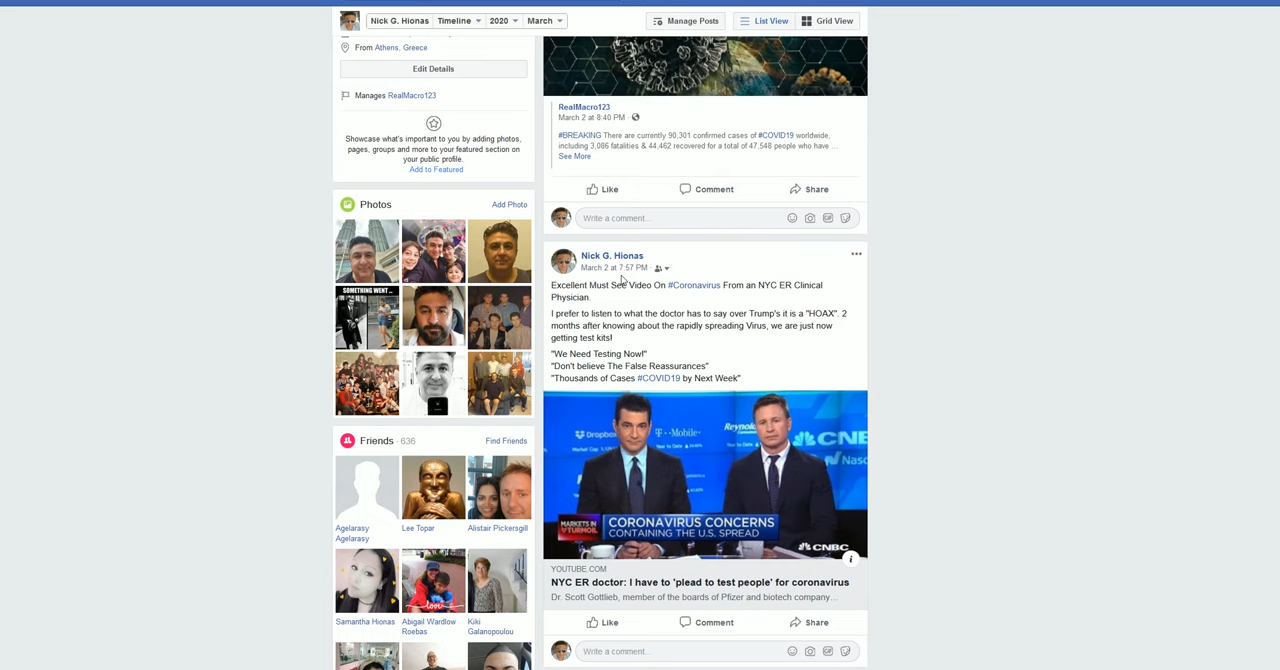 Nick G. Hionas
Timeline
2020
March
Manage Posts
List View
Grid View
From Athens, Greece
Edit Details
Manages RealMacro123
Showcase what's important to you by adding photos,
pages, groups and more to your featured section on
your public profile.
Add to Featured
Photos
Add Photo
SOMETHING WENT ...
Friends · 636
Find Friends
Agelarasy
Agelarasy
Lee Topar
Alistair Pickersgill
love
Samantha Hionas
Abigail Wardlow
Roebas
Kiki
Galanopoulou
RealMacro123
March 2 at 8:40 PM ·
#BREAKING There are currently 90,301 confirmed cases of #COVID19 worldwide,
including 3,086 fatalities & 44,462 recovered for a total of 47,548 people who have ...
See More
Like
Comment
Share
Write a comment...
GIF
Nick G. Hionas
March 2 at 7:57 PM ·
Excellent Must See Video On #Coronavirus From an NYC ER Clinical
Physician.
I prefer to listen to what the doctor has to say over Trump's it is a "HOAX". 2
months after knowing about the rapidly spreading Virus, we are just now
getting test kits!
"We Need Testing Now!"
"Don't believe The False Reassurances"
"Thousands of Cases #COVID19 by Next Week"
Dropbox
T··Mobile·
Reynol
CNB
Nasd
MARKETS IN
TURMOIL
CORONAVIRUS CONCERNS
CONTAINING THE U.S. SPREAD
CNBC
YOUTUBE.COM
NYC ER doctor: I have to 'plead to test people' for coronavirus
Dr. Scott Gottlieb, member of the boards of Pfizer and biotech company...
Like
Comment
Share
Write a comment...
GIF